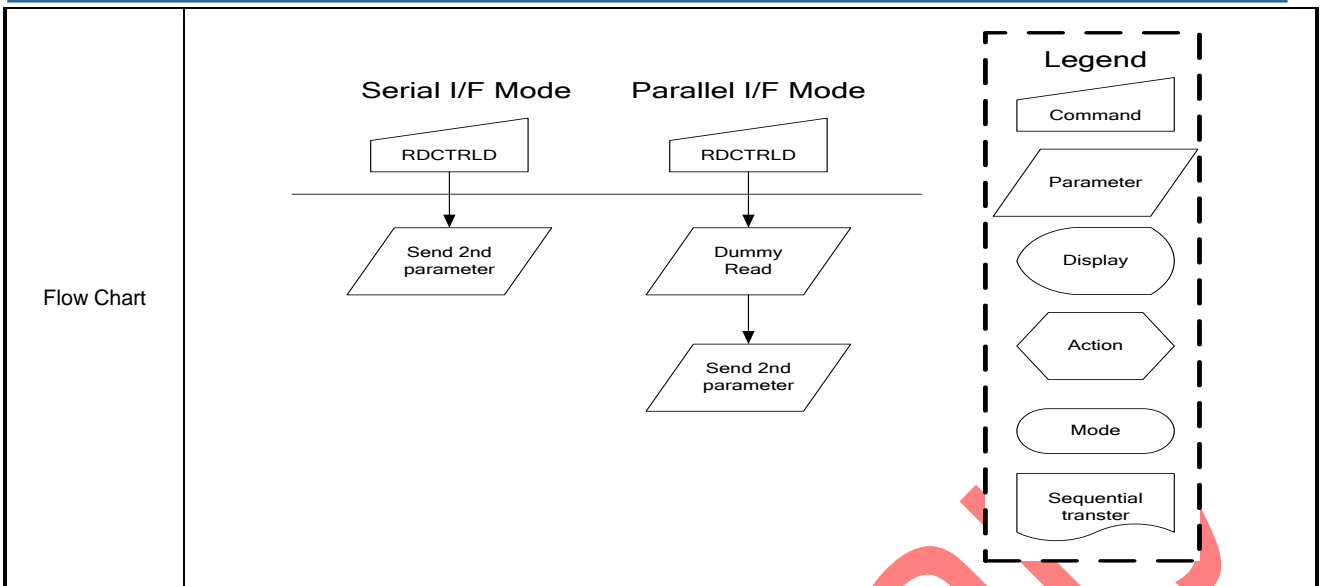 Flow Chart
Serial I/F Mode
RDCTRLD
Send 2nd
parameter
Parallel I/F Mode
RDCTRLD
Dummy
Read
Send 2nd
parameter
Legend
Command
Parameter
Display
Action
Mode
Sequential
transter